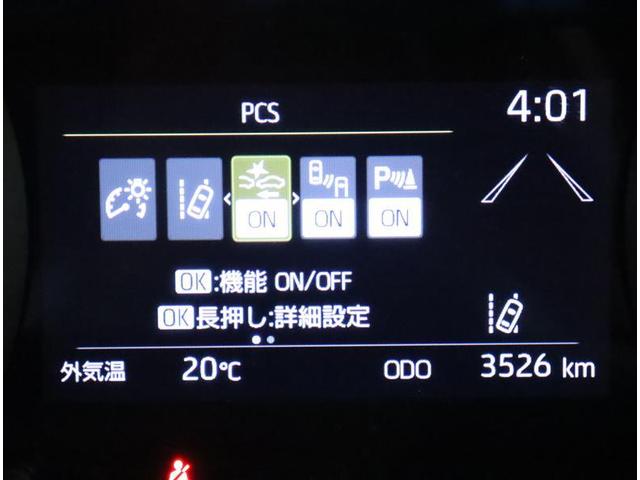 PCS
4:01
ON ON P ON
OK:機能 ON/OFF
OK長押し:詳細設定
外気温 20℃ ODO 3526 km